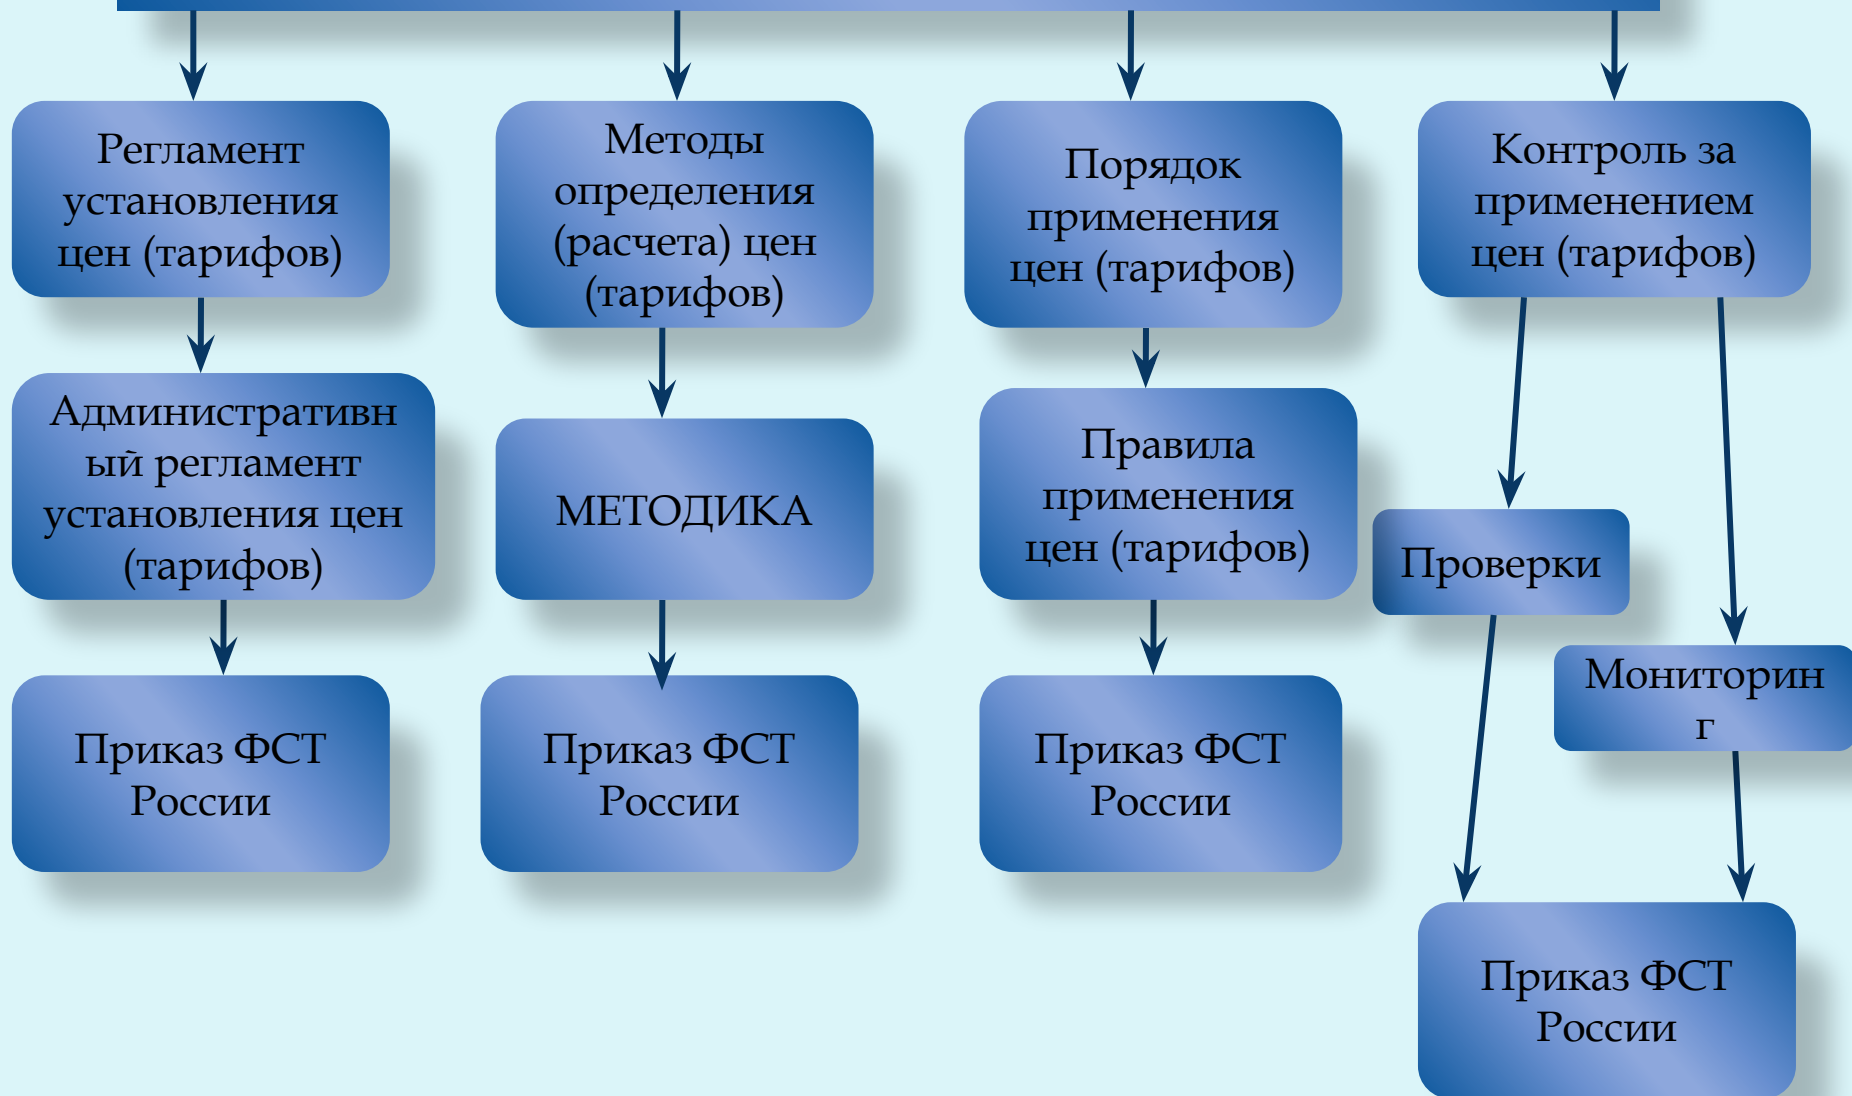 Регламент
установления
цен (тарифов)
Методы
определения
(расчета) цен
(тарифов)
Порядок
применения
цен (тарифов)
Контроль за
применением
цен (тарифов)
Административн
ый регламент
установления цен
(тарифов)
МЕТОДИКА
Правила
применения
цен (тарифов)
Проверки
Мониторин
г
Приказ ФСТ
России
Приказ ФСТ
России
Приказ ФСТ
России
Приказ ФСТ
России